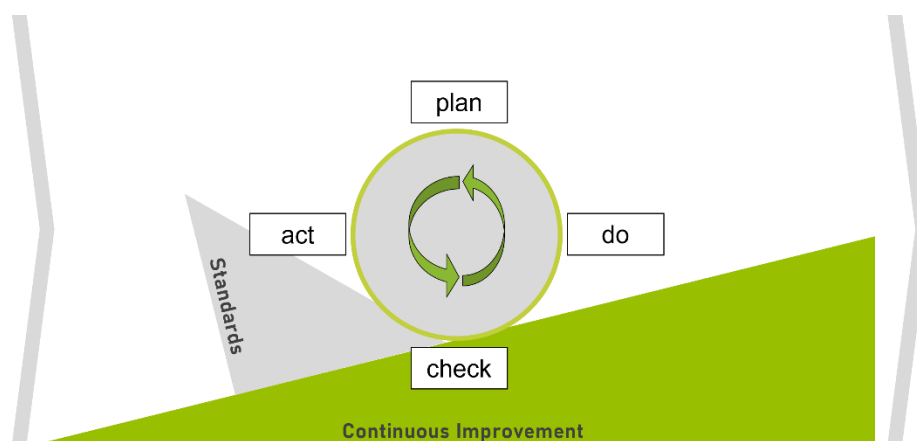 plan
act
do
Standards
check
Continuous Improvement